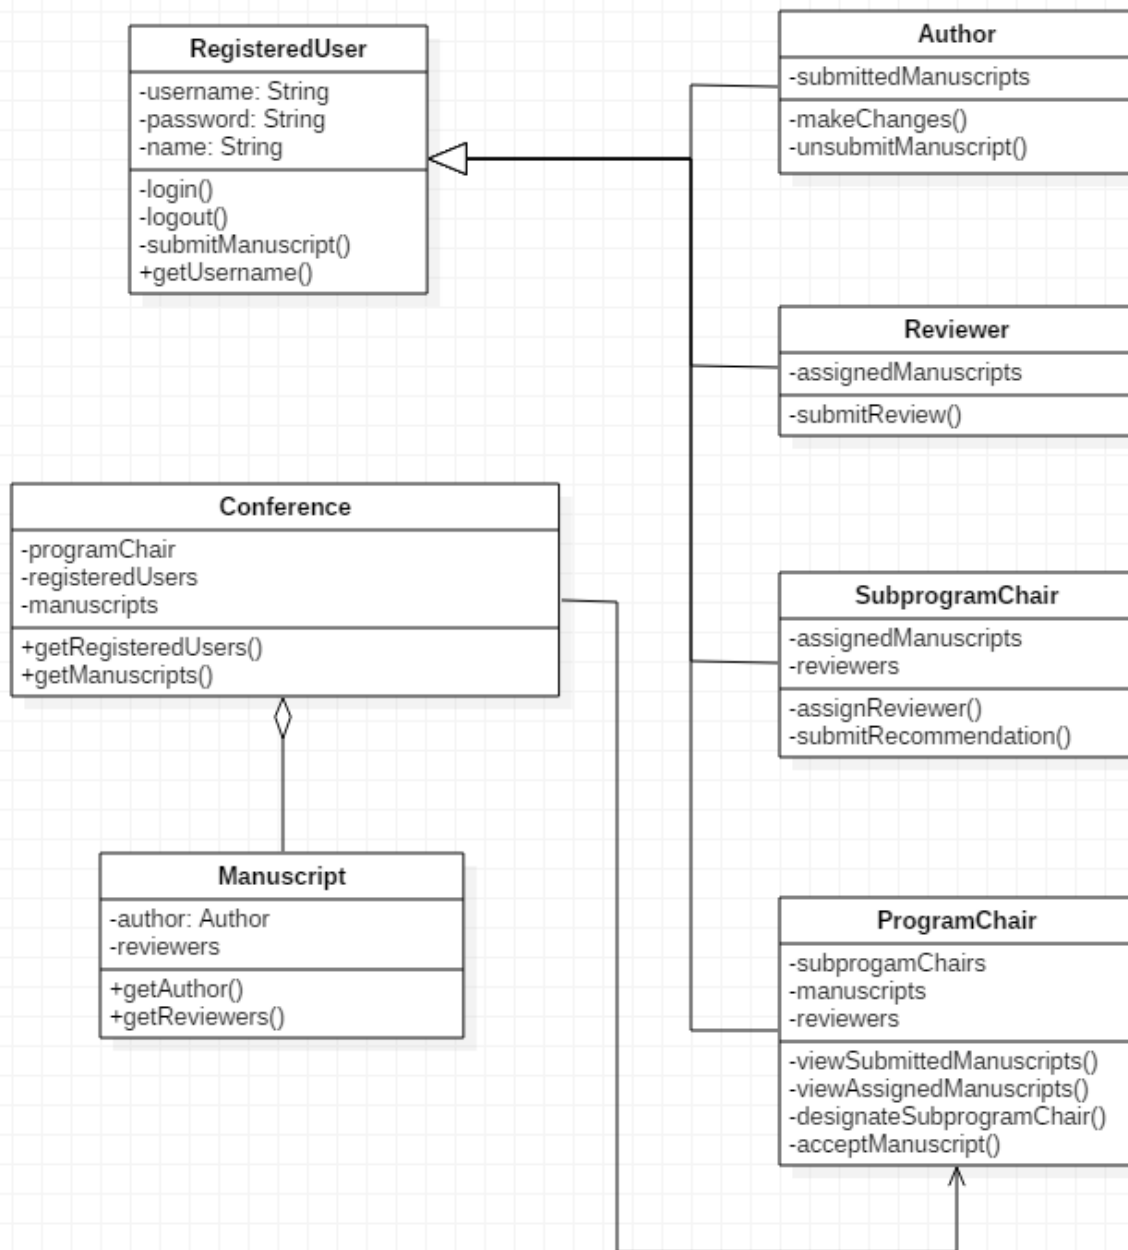 RegisteredUser
-username: String
-password: String
-name: String
-login()
-logout()
-submitManuscript()
+getUsername()
Author
-submittedManuscripts
-makeChanges()
-unsubmitManuscript()
Reviewer
-assignedManuscripts
-submitReview()
Conference
-programChair
-registeredUsers
-manuscripts
+getRegisteredUsers()
+getManuscripts()
SubprogramChair
-assignedManuscripts
-reviewers
-assignReviewer()
-submitRecommendation()
Manuscript
-author: Author
-reviewers
+getAuthor()
+getReviewers()
ProgramChair
-subprogamChairs
-manuscripts
-reviewers
-viewSubmittedManuscripts()
-viewAssignedManuscripts()
-designateSubprogramChair()
-acceptManuscript()